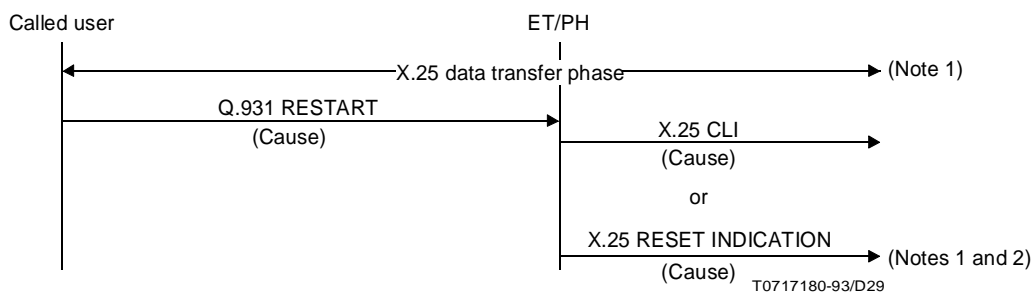 Called user
ET/PH
X.25 data transfer phase
(Note 1)
Q.931 RESTART
(Cause)
X.25 CLI
(Cause)
or
X.25 RESET INDICATION
(Cause)
(Notes 1 and 2)
T0717180-93/D29